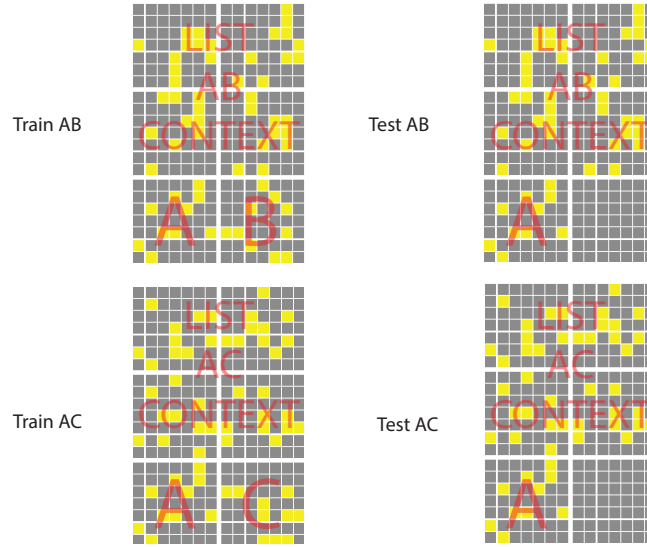 Train AB
LIST
AB
CONTEXT
A B
Test AB
LIST
AB
CONTEXT
A
Train AC
LIST
AC
CONTEXT
A C
Test AC
LIST
AC
CONTEXT
A